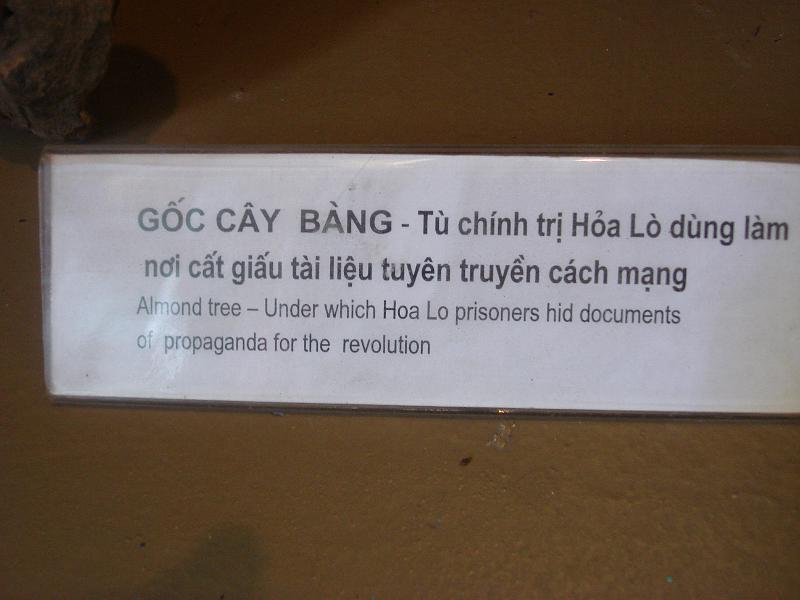 GỐC CÂY BÀNG - Tù chính trị Hỏa Lò dùng làm
nơi cất giấu tài liệu tuyên truyền cách mạng
Almond tree – Under which Hoa Lo prisoners hid documents
of propaganda for the revolution